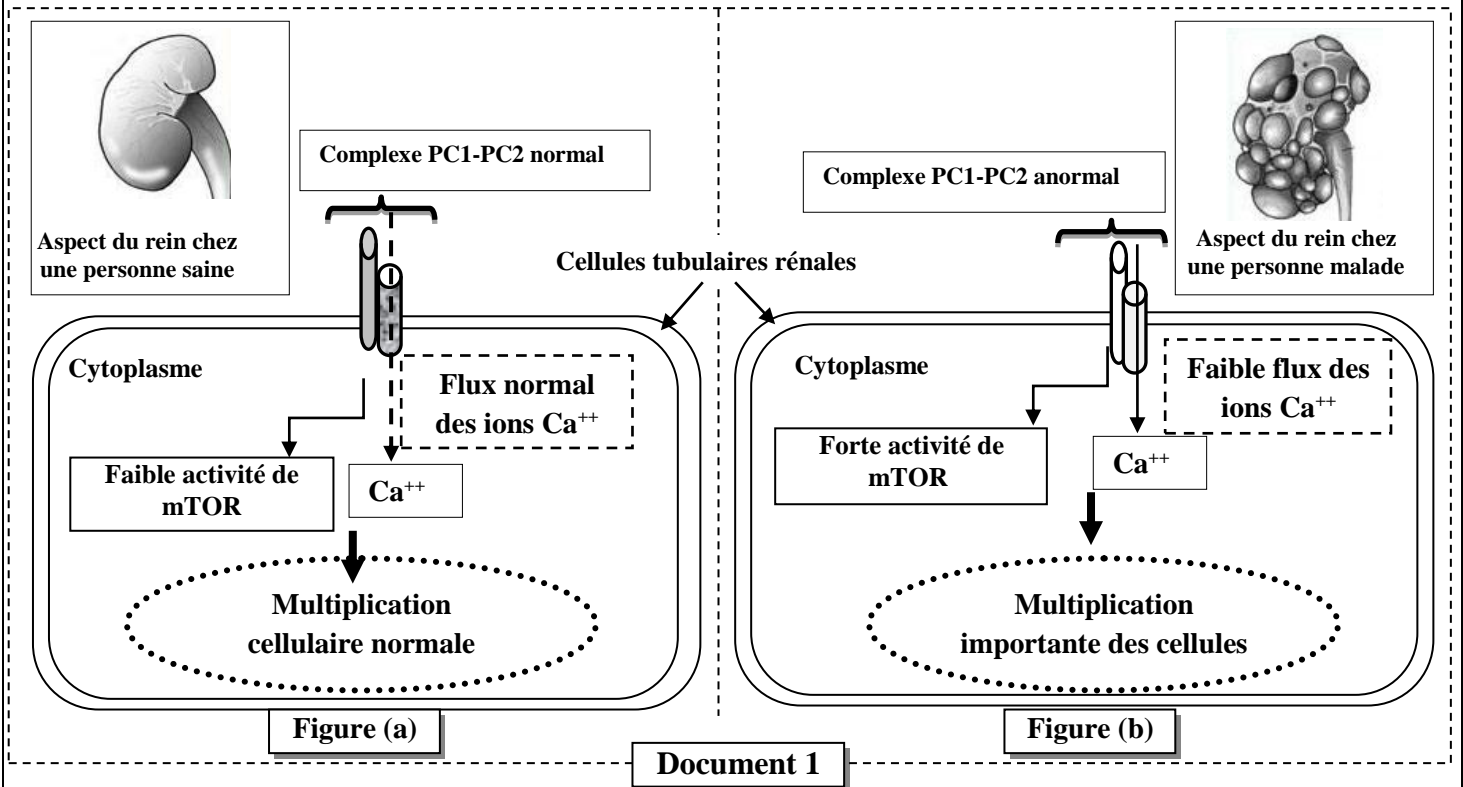 Complexe PC1-PC2 normal
Aspect du rein chez
une personne saine
Cytoplasme
Flux normal
des ions Ca⁺⁺
Faible activité de
mTOR
Ca⁺⁺
Multiplication
cellulaire normale
Figure (a)
Cellules tubulaires rénales
Complexe PC1-PC2 anormal
Aspect du rein chez
une personne malade
Cytoplasme
Faible flux des
ions Ca⁺⁺
Forte activité de
mTOR
Ca⁺⁺
Multiplication
importante des cellules
Figure (b)
Document 1